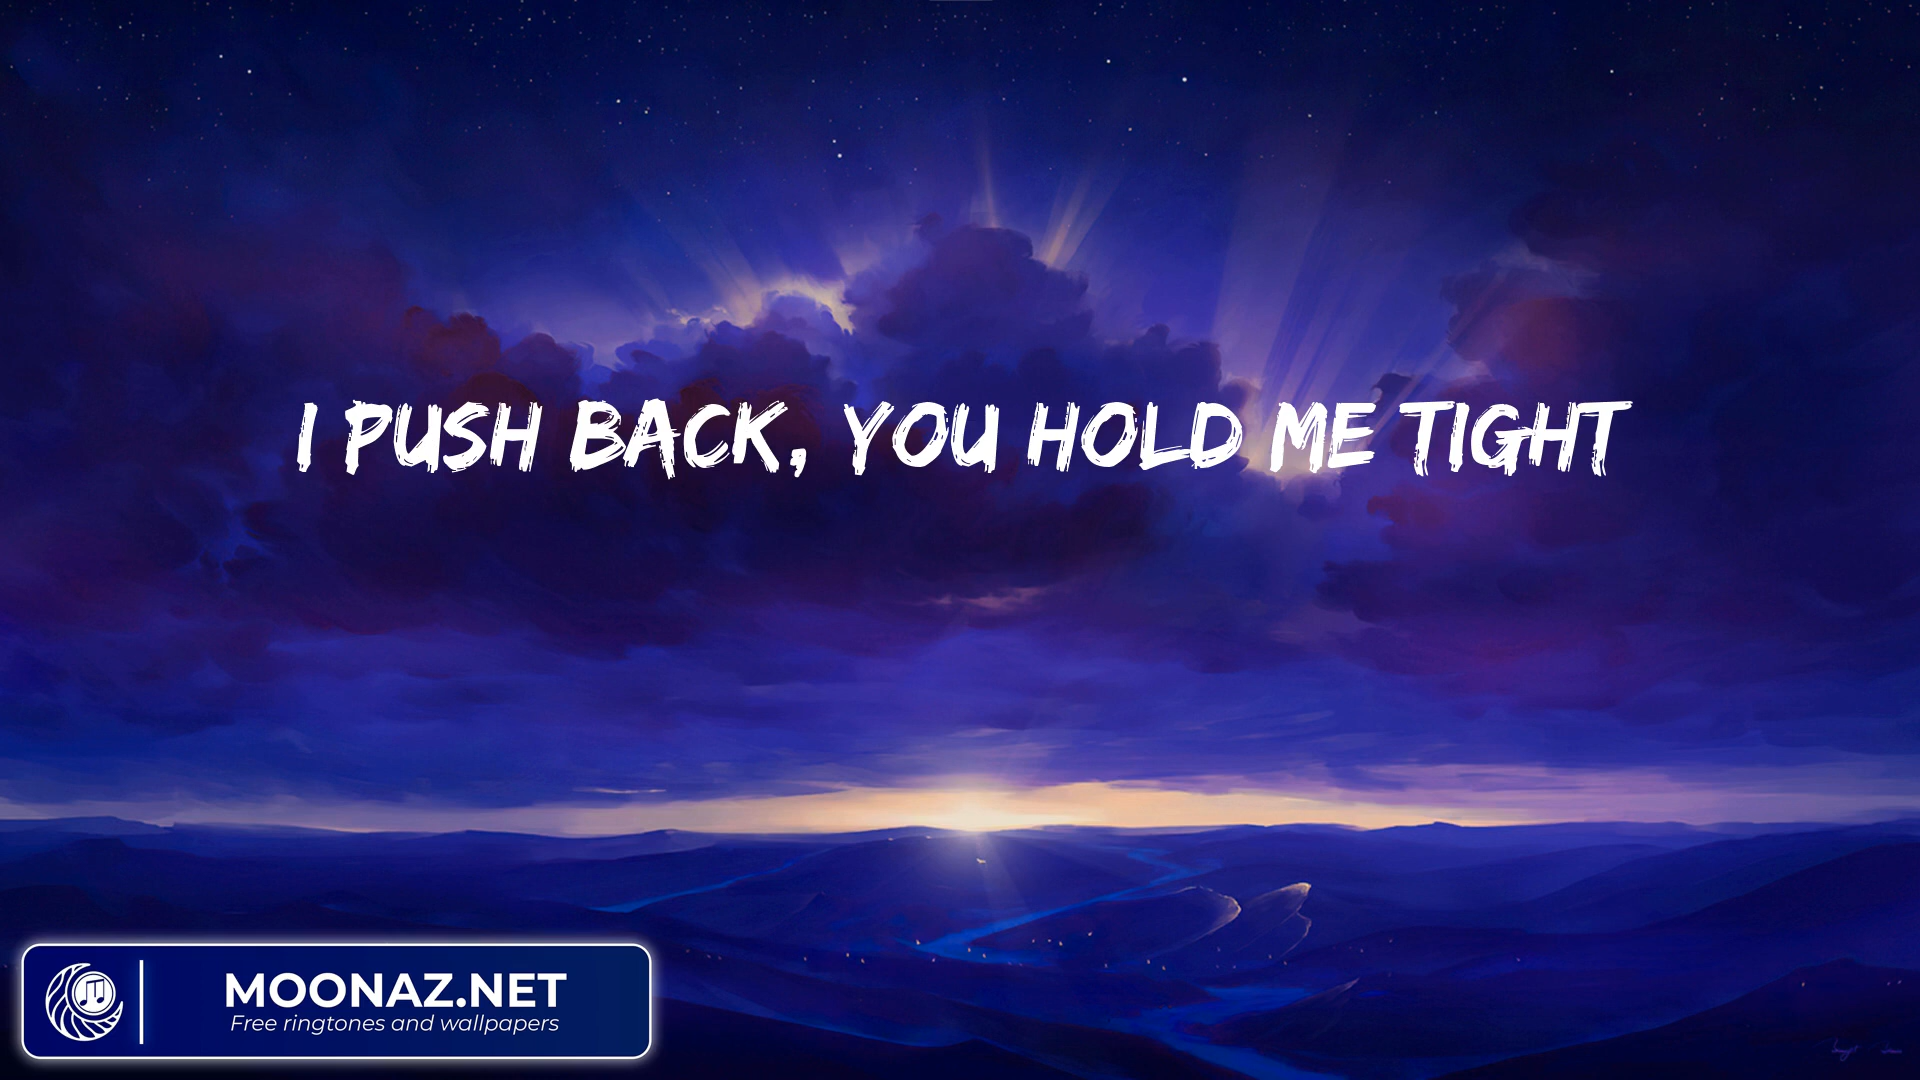 I PUSH BACK, YOU HOLD ME TIGHT
MOONAZ.NET
Free ringtones and wallpapers